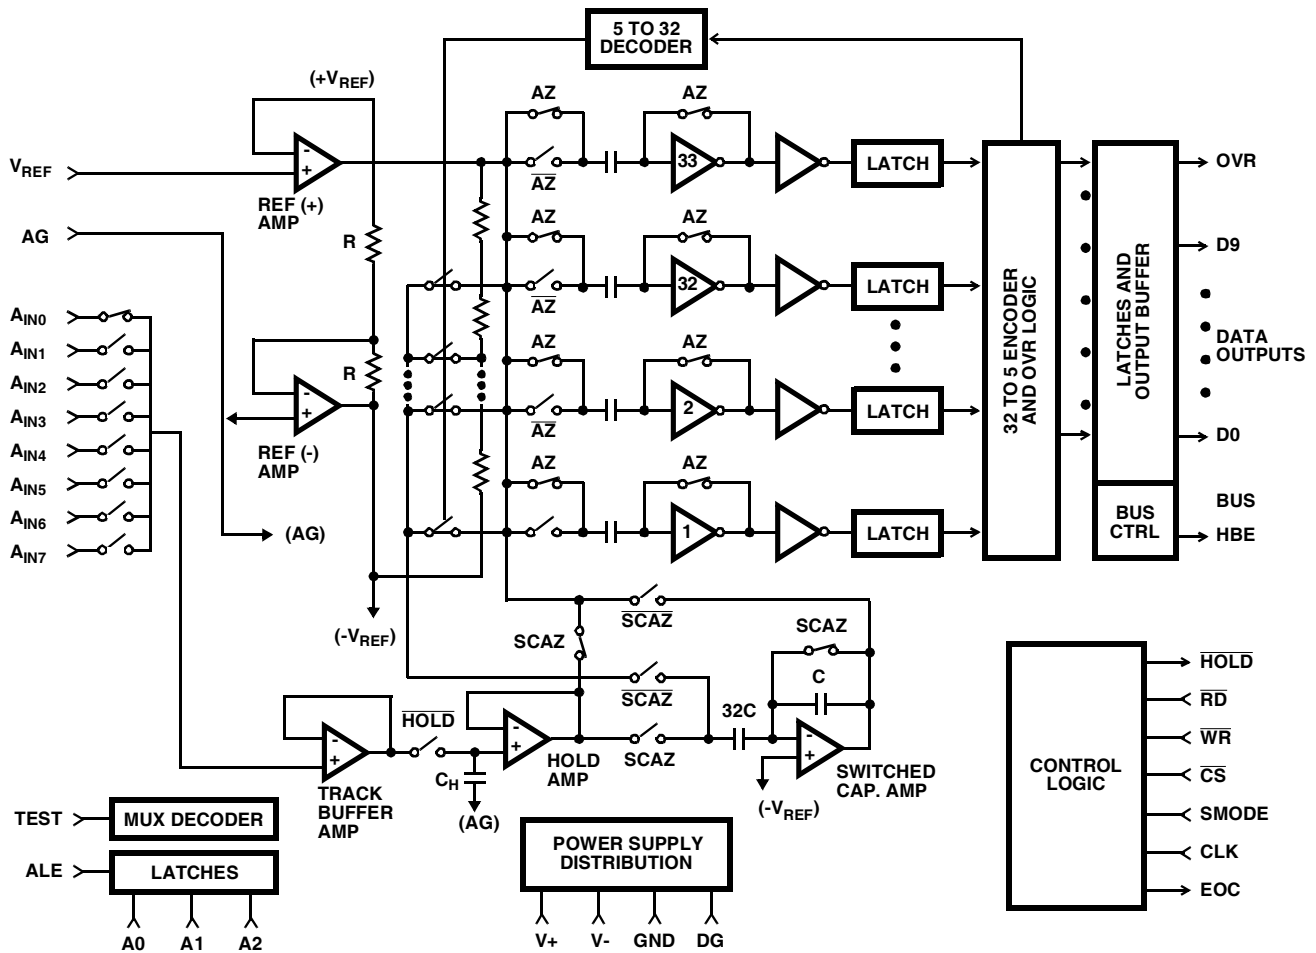 5 TO 32
DECODER
(+VREF)
AZ
AZ
VREF
-
+
REF (+)
AMP
AZ
33
LATCH
OVR
AG
R
AZ
AZ
AZ
32
LATCH
D9
AIN0
AIN1
AIN2
AIN3
AIN4
AIN5
AIN6
AIN7
R
-
+
REF (-)
AMP
AZ
AZ
AZ
2
LATCH
32 TO 5 ENCODER
AND OVR LOGIC
LATCHES AND
OUTPUT BUFFER
DATA
OUTPUTS
D0
AZ
AZ
1
LATCH
BUS
CTRL
BUS
HBE
(AG)
(-VREF)
SCAZ
SCAZ
SCAZ
SCAZ
SCAZ
C
32C
-
+
HOLD
CH
(AG)
-
+
HOLD
AMP
-
+
SWITCHED
CAP. AMP
(-VREF)
TRACK
BUFFER
AMP
TEST
MUX DECODER
ALE
LATCHES
A0
A1
A2
POWER SUPPLY
DISTRIBUTION
V+
V-
GND
DG
CONTROL
LOGIC
HOLD
RD
WR
CS
SMODE
CLK
EOC